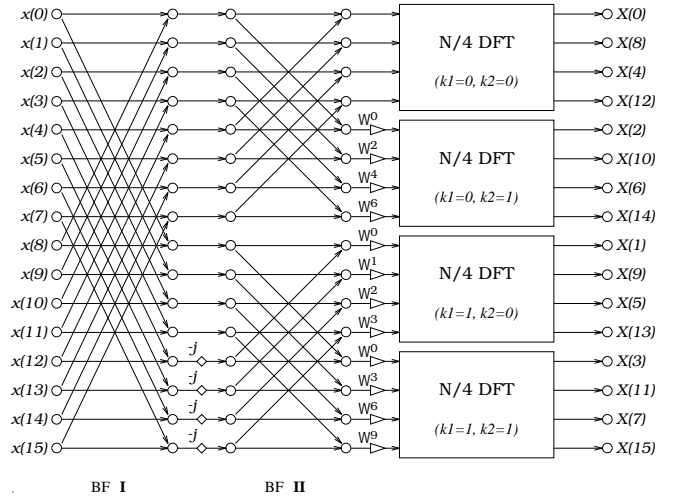 x(0) X(0)
x(1) N/4 DFT X(8)
x(2) X(4)
(k1=0, k2=0)
x(3) X(12)
W0
x(4) X(2)
W2
x(5) N/4 DFT X(10)
W4
x(6) X(6)
(k1=0, k2=1)
W6
x(7) X(14)
W0
x(8) X(1)
W1
x(9) N/4 DFT X(9)
W2
x(10) X(5)
(k1=1, k2=0)
W3
x(11) X(13)
-j W0
x(12) X(3)
-j W3
x(13) N/4 DFT X(11)
-j W6
x(14) X(7)
(k1=1, k2=1)
-j W9
x(15) X(15)
BF I BF II